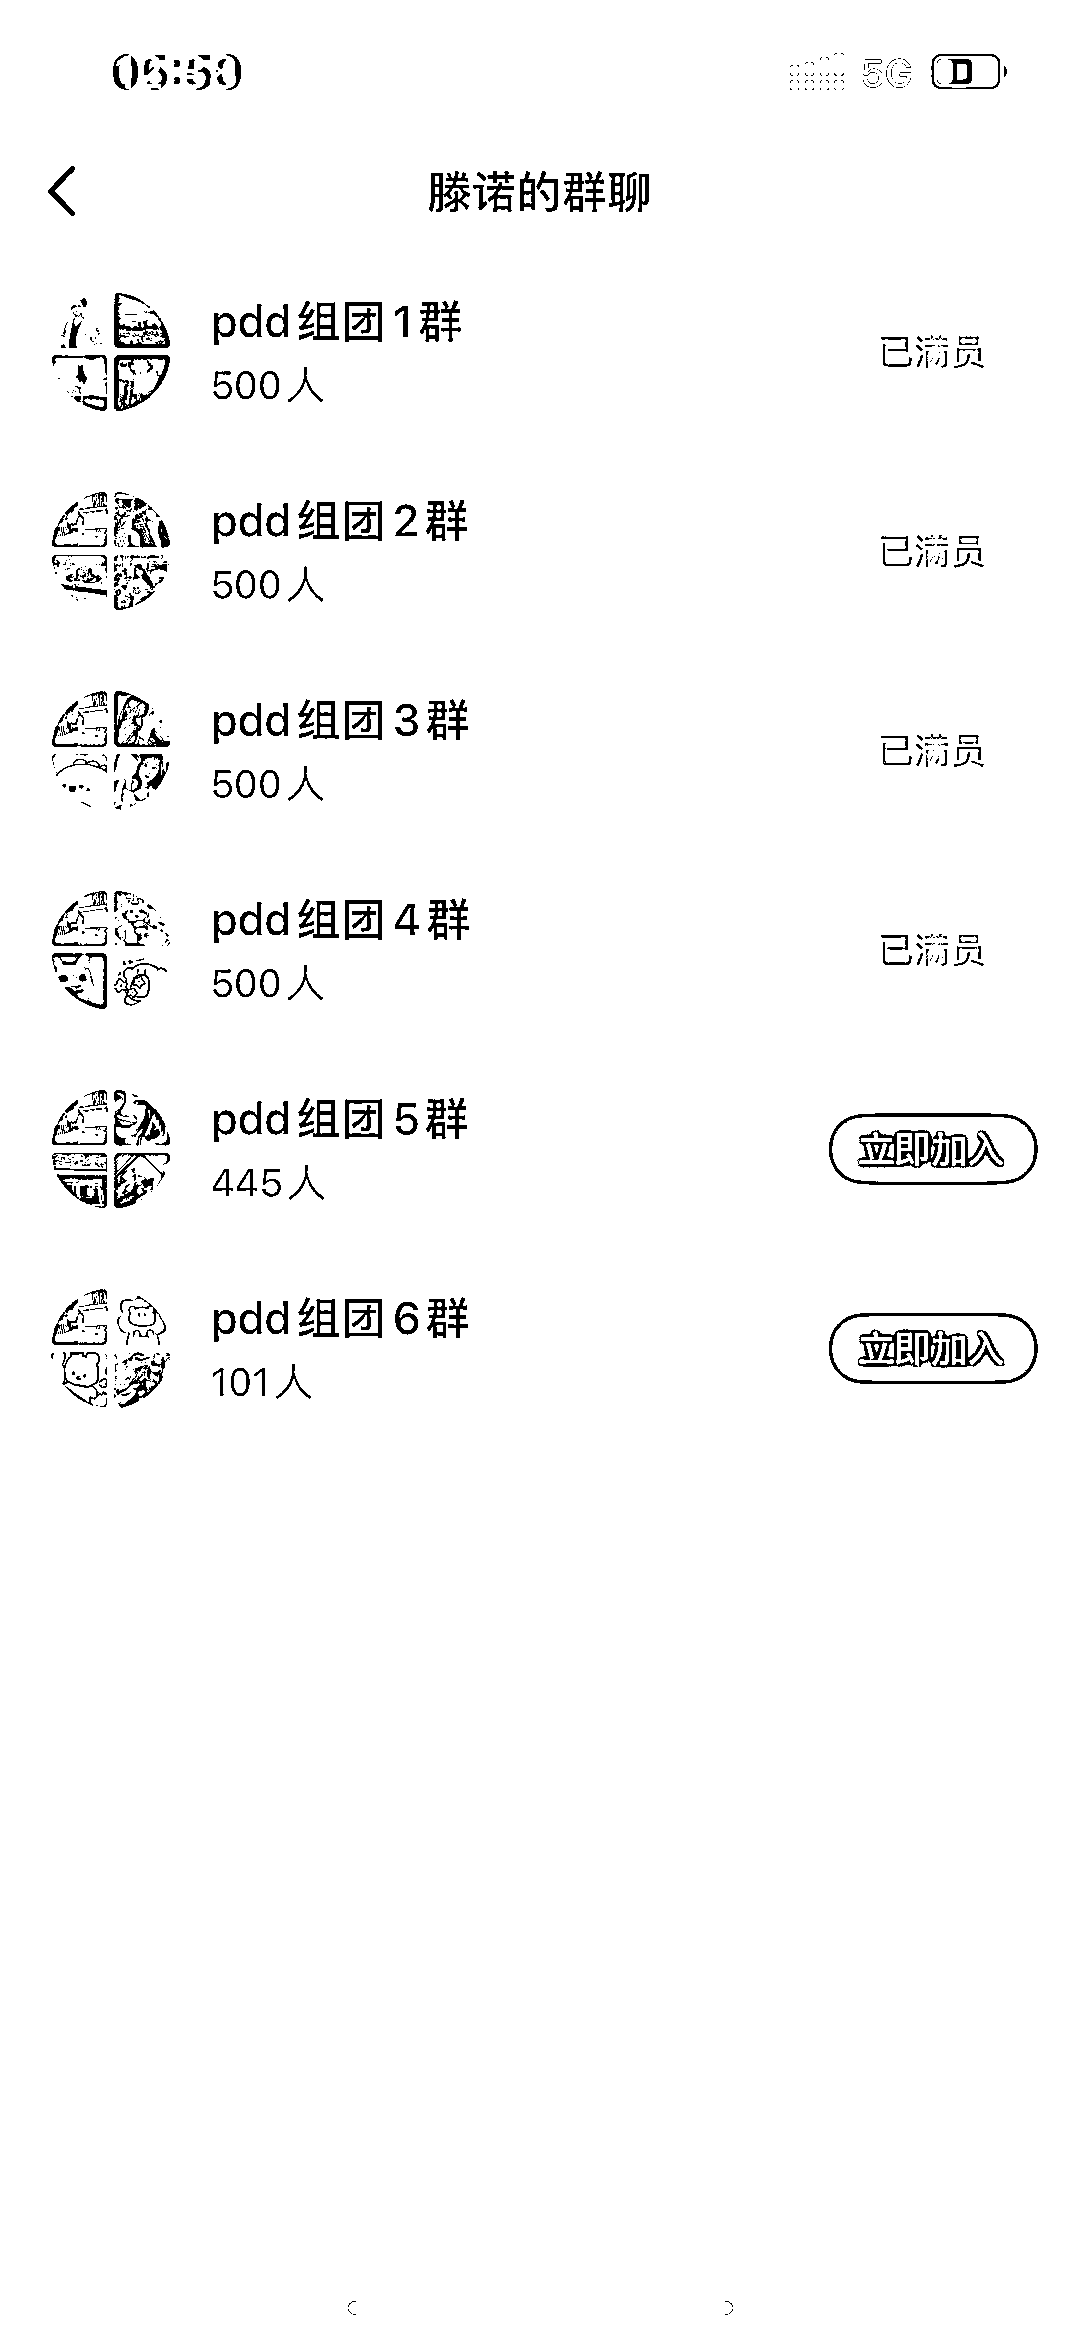 05:50
5G
滕诺的群聊
pdd组团1群
500人
已满员
pdd组团2群
500人
已满员
pdd组团3群
500人
已满员
pdd组团4群
500人
已满员
pdd组团5群
445人
立即加入
pdd组团6群
101人
立即加入